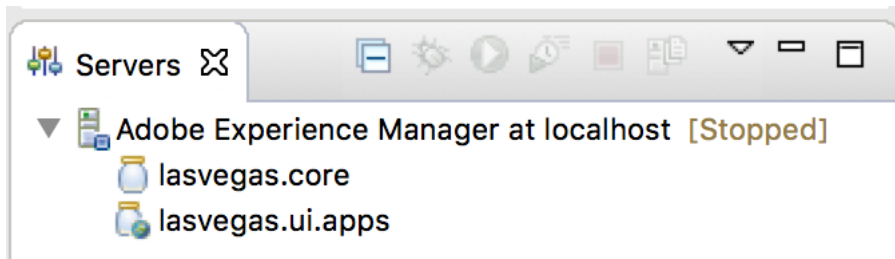 Servers
Adobe Experience Manager at localhost [Stopped]
lasvegas.core
lasvegas.ui.apps